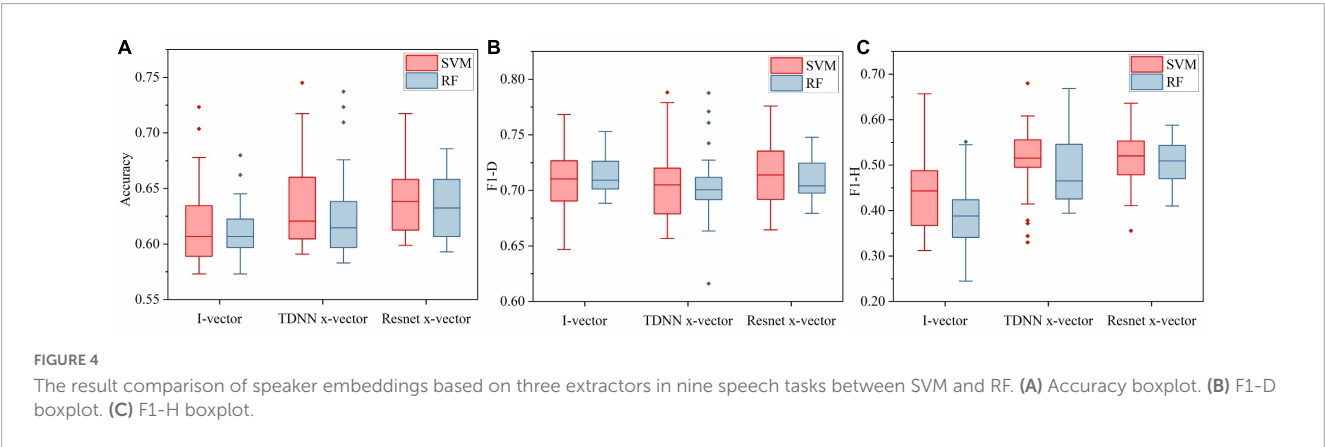 A
SVM
RF
Accuracy
0.75
0.70
0.65
0.60
0.55
I-vector TDNN x-vector Resnet x-vector
B
SVM
RF
F1-D
0.80
0.75
0.70
0.65
0.60
I-vector TDNN x-vector Resnet x-vector
C
SVM
RF
F1-H
0.70
0.60
0.50
0.40
0.30
0.20
I-vector TDNN x-vector Resnet x-vector
FIGURE 4
The result comparison of speaker embeddings based on three extractors in nine speech tasks between SVM and RF. (A) Accuracy boxplot. (B) F1-D
boxplot. (C) F1-H boxplot.